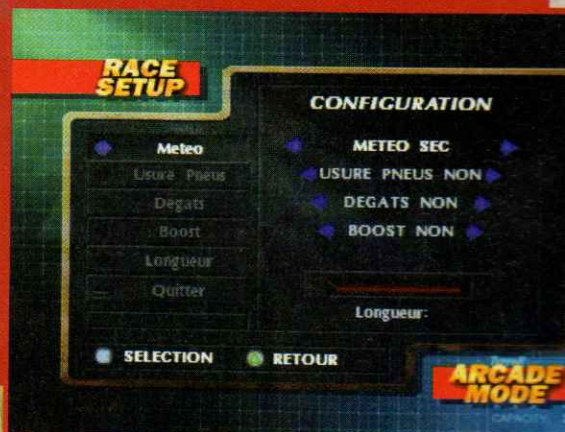 RACE
SETUP
CONFIGURATION
Meteo
Usure Pneus
Degats
Boost
Longueur
Quitter
METEO SEC
USURE PNEUS NON
DEGATS NON
BOOST NON
Longueur:
SELECTION
RETOUR
ARCADE
MODE
CAPACITY